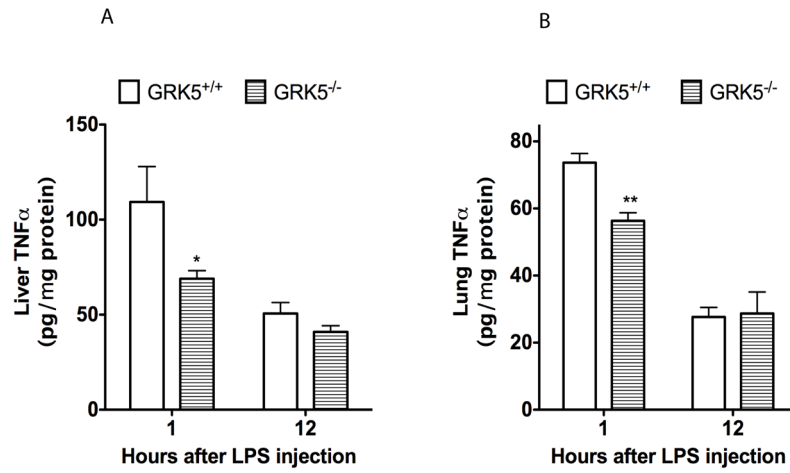 A
GRK5+/+ GRK5-/-
Liver TNFα
(pg/mg protein)
150
100
50
0
*
1 12
Hours after LPS injection
B
GRK5+/+ GRK5-/-
Lung TNFα
(pg/mg protein)
80
60
40
20
0
**
1 12
Hours after LPS injection